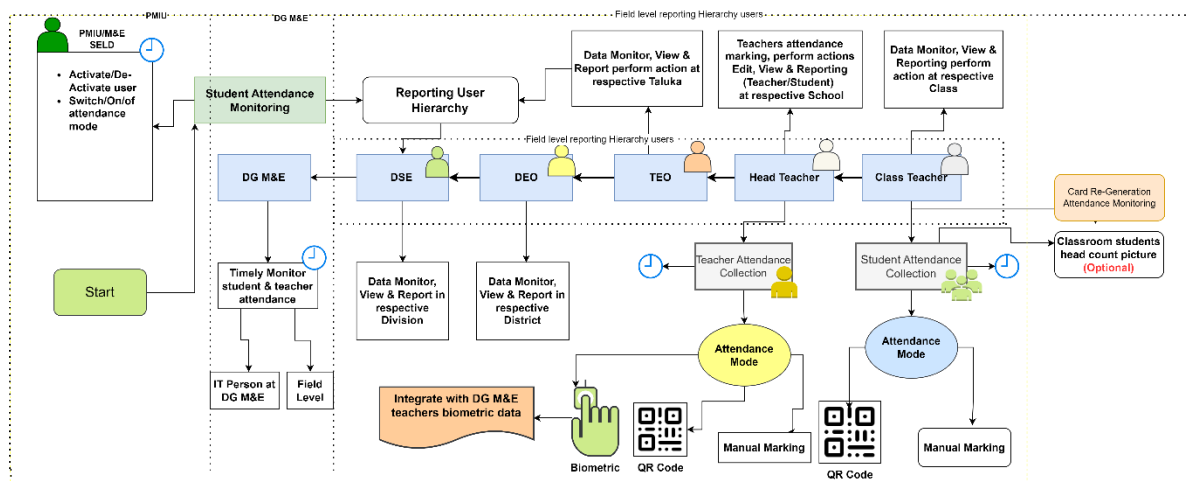 PMIU
DG M&E
Field level reporting Hierarchy users
PMIU/M&E
SELD
Activate/De-
Activate user
Switch/On/of
attendance
mode
Student Attendance
Monitoring
Reporting User
Hierarchy
Data Monitor, View &
Report perform action at
respective Taluka
Teachers attendance
marking, perform actions
Edit, View & Reporting
(Teacher/Student)
at respective School
Data Monitor, View &
Reporting perform
action at respective
Class
Field level reporting Hierarchy users
DG M&E
DSE
DEO
TEO
Head Teacher
Class Teacher
Card Re-Generation
Attendance Monitoring
Classroom students
head count picture
(Optional)
Start
Timely Monitor
student & teacher
attendance
Data Monitor,
View & Report in
respective
Division
Data Monitor,
View & Report in
respective
District
Teacher Attendance
Collection
Student Attendance
Collection
Attendance
Mode
Attendance
Mode
IT Person at
DG M&E
Field
Level
Integrate with DG M&E
teachers biometric data
Biometric
QR Code
Manual Marking
QR Code
Manual Marking